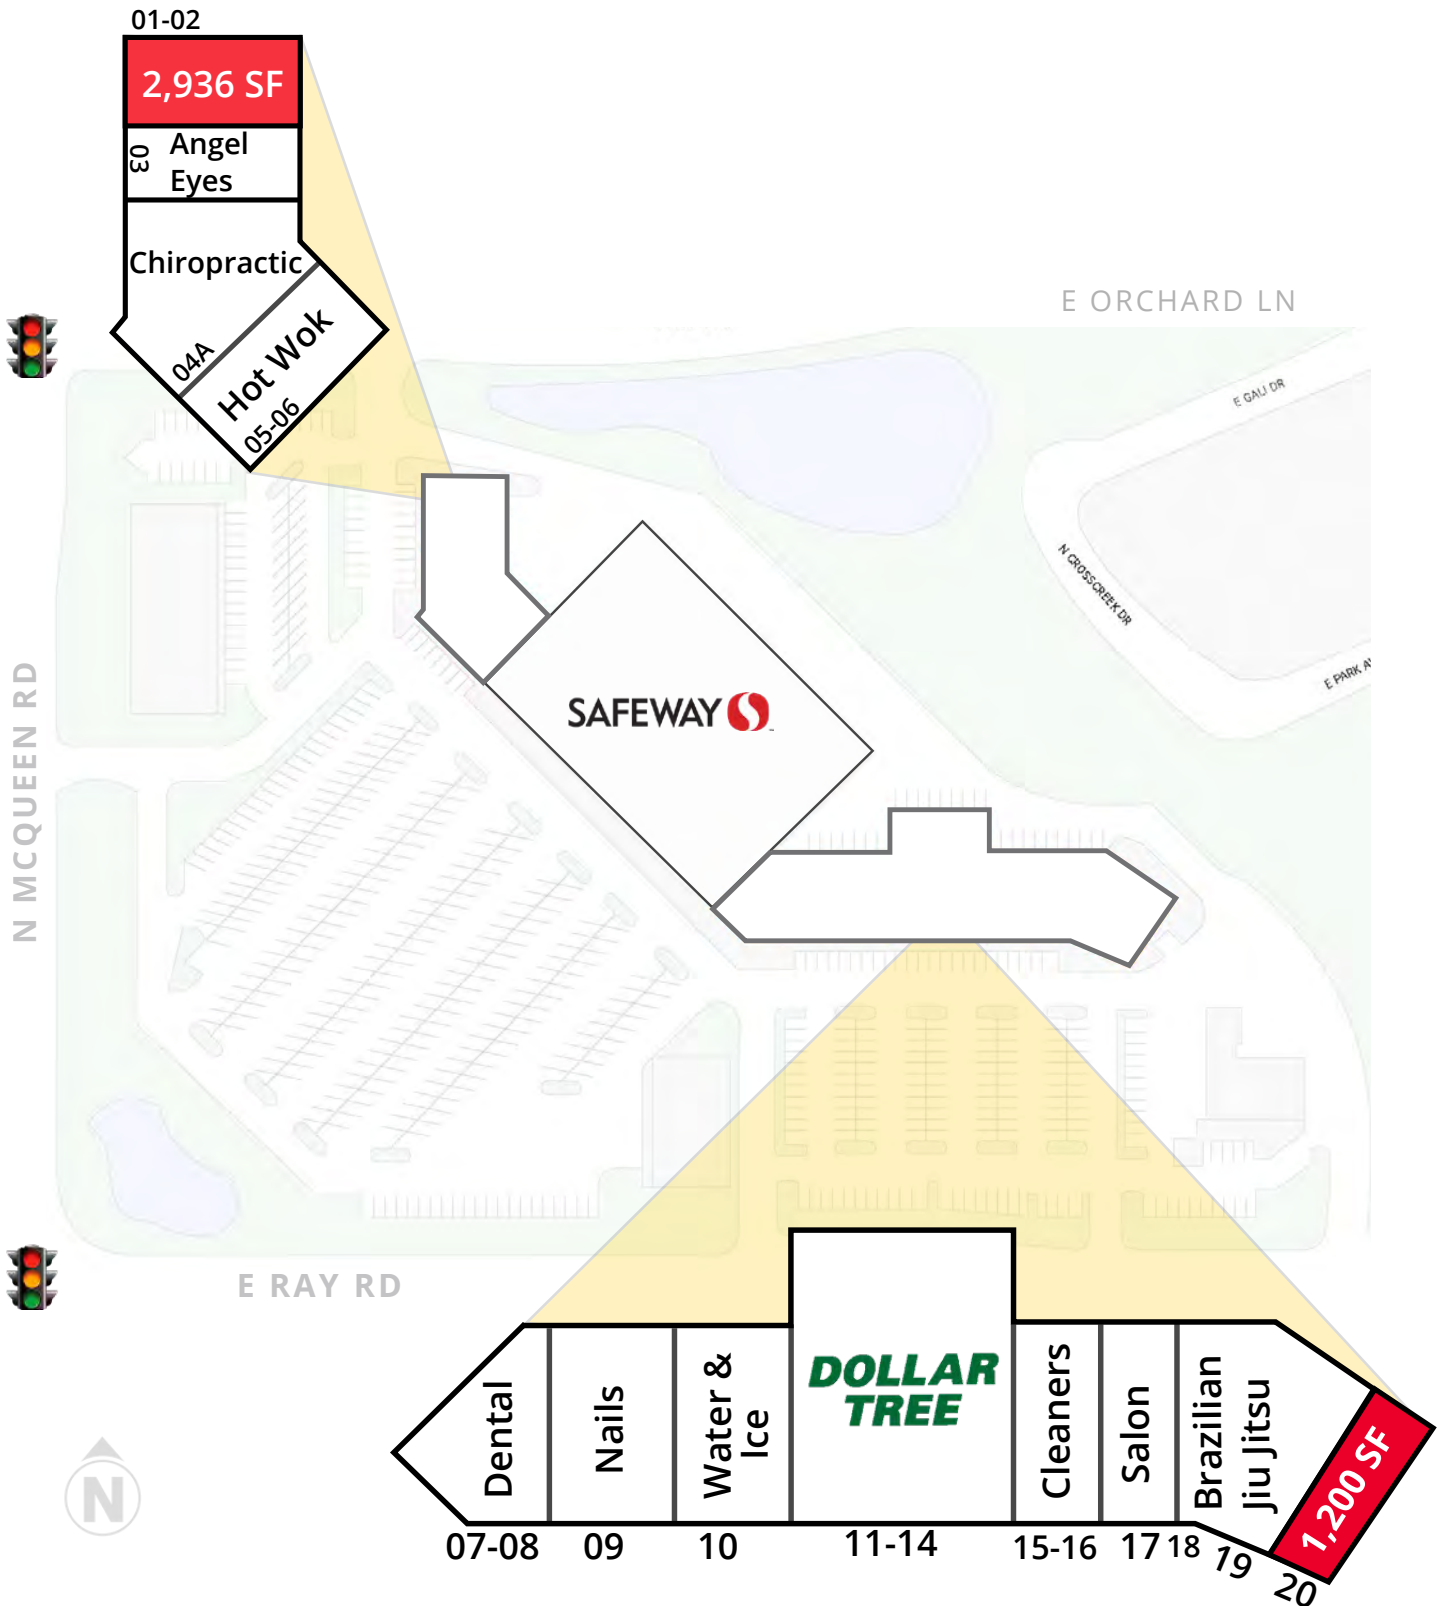 01-02
2,936 SF
03
Angel
Eyes
Chiropractic
04A
Hot Wok
05-06
E ORCHARD LN
E GALI DR
N CROSSCREEK DR
E PARK AV
SAFEWAY
N MCQUEEN RD
E RAY RD
Dental
Nails
Water &
Ice
DOLLAR
TREE
Cleaners
Salon
Brazilian
Jiu Jitsu
1,200 SF
N
07-08
09
10
11-14
15-16
17
18
19
20